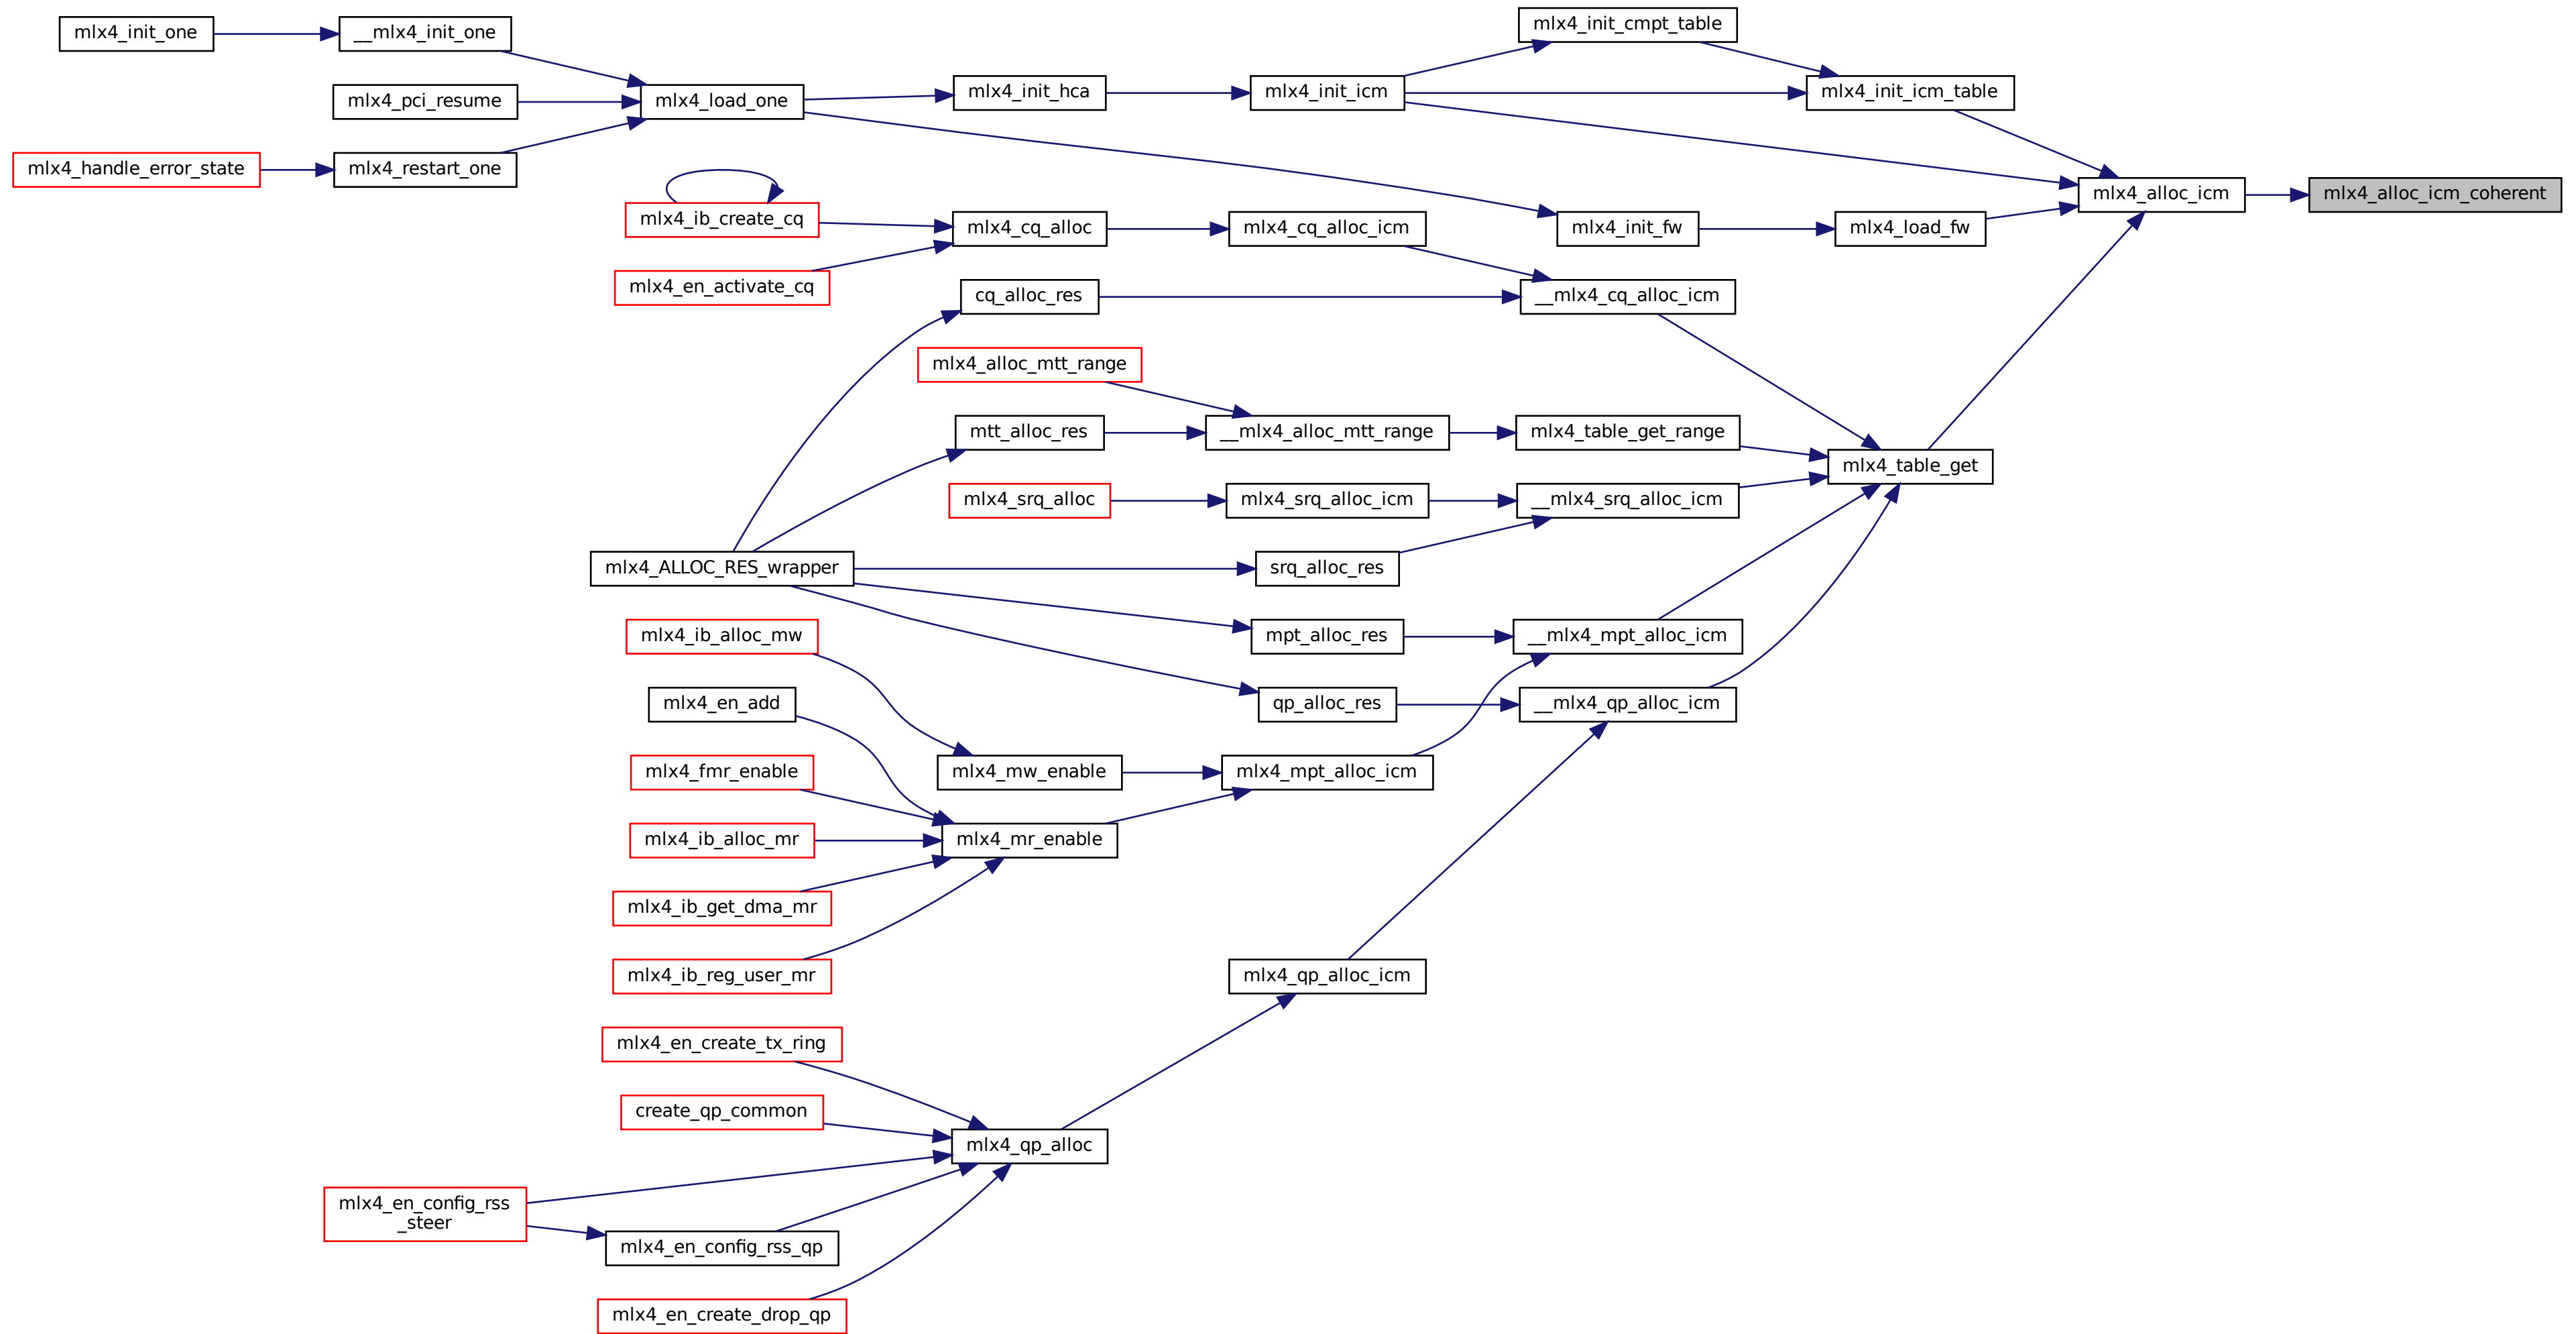 mlx4_init_one
__mlx4_init_one
mlx4_init_cmpt_table
mlx4_pci_resume
mlx4_load_one
mlx4_init_hca
mlx4_init_icm
mlx4_init_icm_table
mlx4_handle_error_state
mlx4_restart_one
mlx4_alloc_icm
mlx4_alloc_icm_coherent
mlx4_ib_create_cq
mlx4_cq_alloc
mlx4_cq_alloc_icm
mlx4_init_fw
mlx4_load_fw
mlx4_en_activate_cq
cq_alloc_res
__mlx4_cq_alloc_icm
mlx4_alloc_mtt_range
mtt_alloc_res
__mlx4_alloc_mtt_range
mlx4_table_get_range
mlx4_table_get
mlx4_srq_alloc
mlx4_srq_alloc_icm
__mlx4_srq_alloc_icm
mlx4_ALLOC_RES_wrapper
srq_alloc_res
mlx4_ib_alloc_mw
mpt_alloc_res
__mlx4_mpt_alloc_icm
mlx4_en_add
qp_alloc_res
__mlx4_qp_alloc_icm
mlx4_fmr_enable
mlx4_mw_enable
mlx4_mpt_alloc_icm
mlx4_ib_alloc_mr
mlx4_mr_enable
mlx4_ib_get_dma_mr
mlx4_ib_reg_user_mr
mlx4_qp_alloc_icm
mlx4_en_create_tx_ring
create_qp_common
mlx4_qp_alloc
mlx4_en_config_rss
_steer
mlx4_en_config_rss_qp
mlx4_en_create_drop_qp